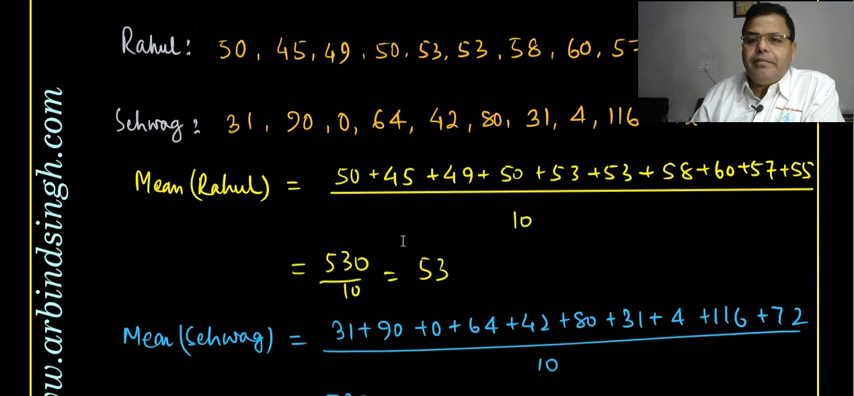 Rahul: 50, 45, 49, 50, 53, 53, 58, 60, 57
Sehwag: 31, 90, 0, 64, 42, 80, 31, 4, 116
Mean (Rahul) = 50 + 45 + 49 + 50 + 53 + 53 + 58 + 60 + 57 + 55
10
= 530/10 = 53
Mean (Sehwag) = 31 + 90 + 0 + 64 + 42 + 80 + 31 + 4 + 116 + 72
10
w.arbindsingh.com